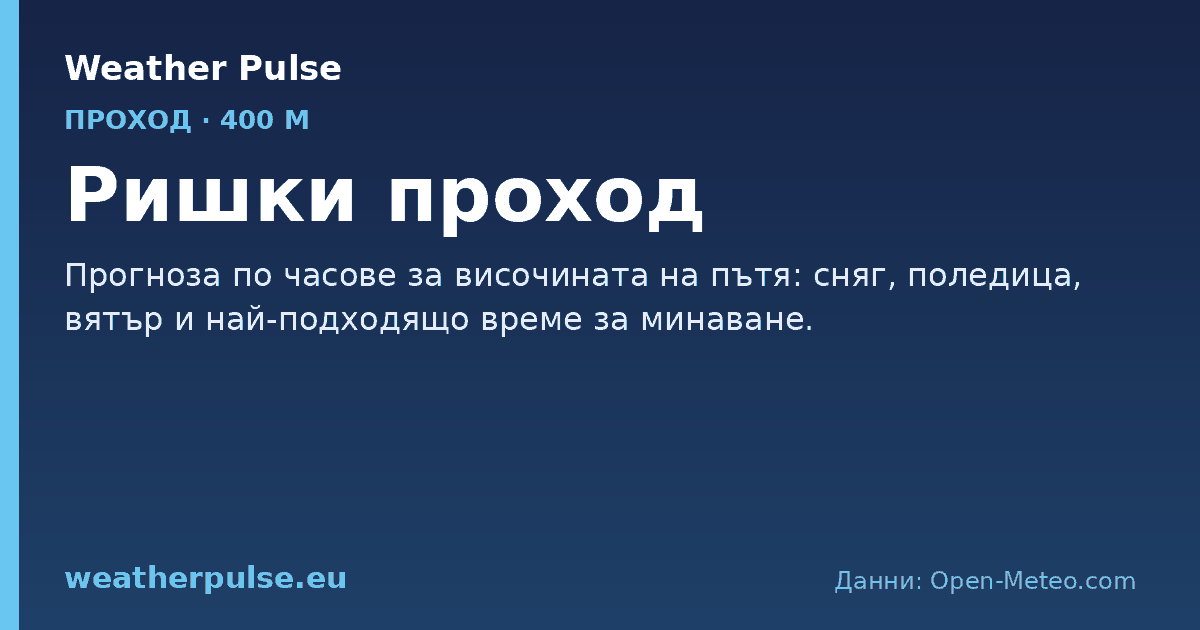 Weather Pulse
ПРОХОД · 400 М
Ришки проход
Прогноза по часове за височината на пътя: сняг, поледица,
вятър и най-подходящо време за минаване.
weatherpulse.eu
Данни: Open-Meteo.com